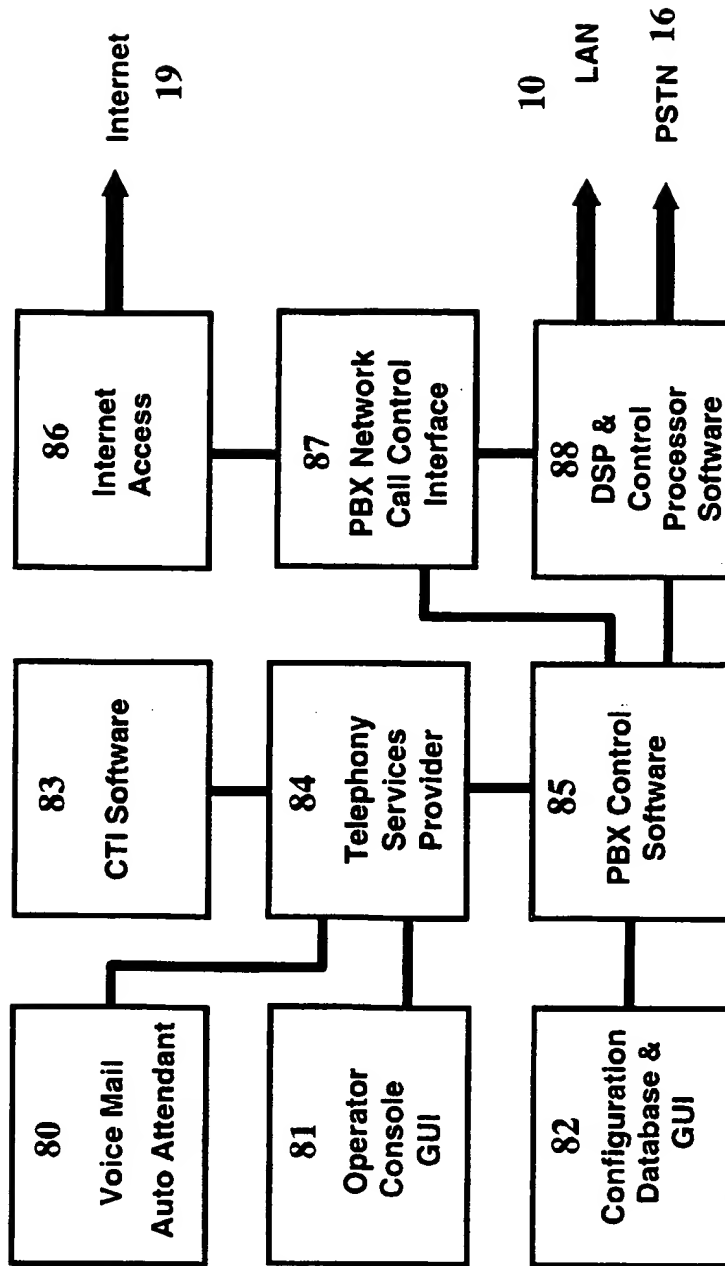 80
Voice Mail
Auto Attendant
81
Operator
Console
GUI
82
Configuration
Database &
GUI
83
CTI Software
84
Telephony
Services
Provider
85
PBX Control
Software
86
Internet
Access
87
PBX Network
Call Control
Interface
88
DSP &
Control
Processor
Software
Internet
19
10
LAN
PSTN 16